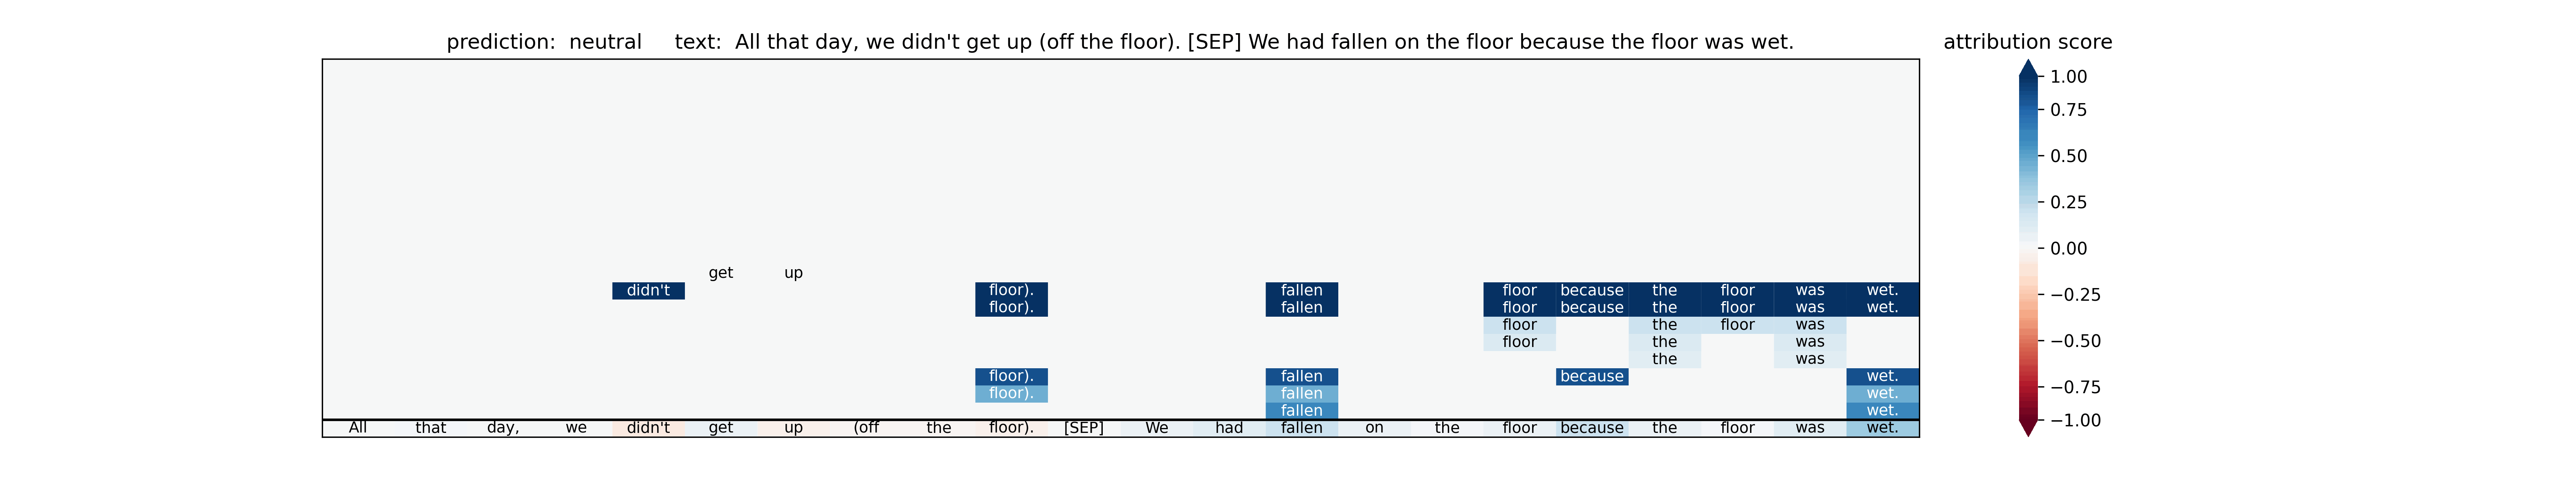 prediction:  neutral     text:  All that day, we didn't get up (off the floor). [SEP] We had fallen on the floor because the floor was wet.
attribution score
get up
didn't floor). fallen floor because the floor was wet.
floor). fallen floor because the floor was wet.
floor the floor was
floor the was
the was
floor). fallen because wet.
floor). fallen wet.
fallen wet.
All that day, we didn't get up (off the floor). [SEP] We had fallen on the floor because the floor was wet.
1.00
0.75
0.50
0.25
0.00
−0.25
−0.50
−0.75
−1.00